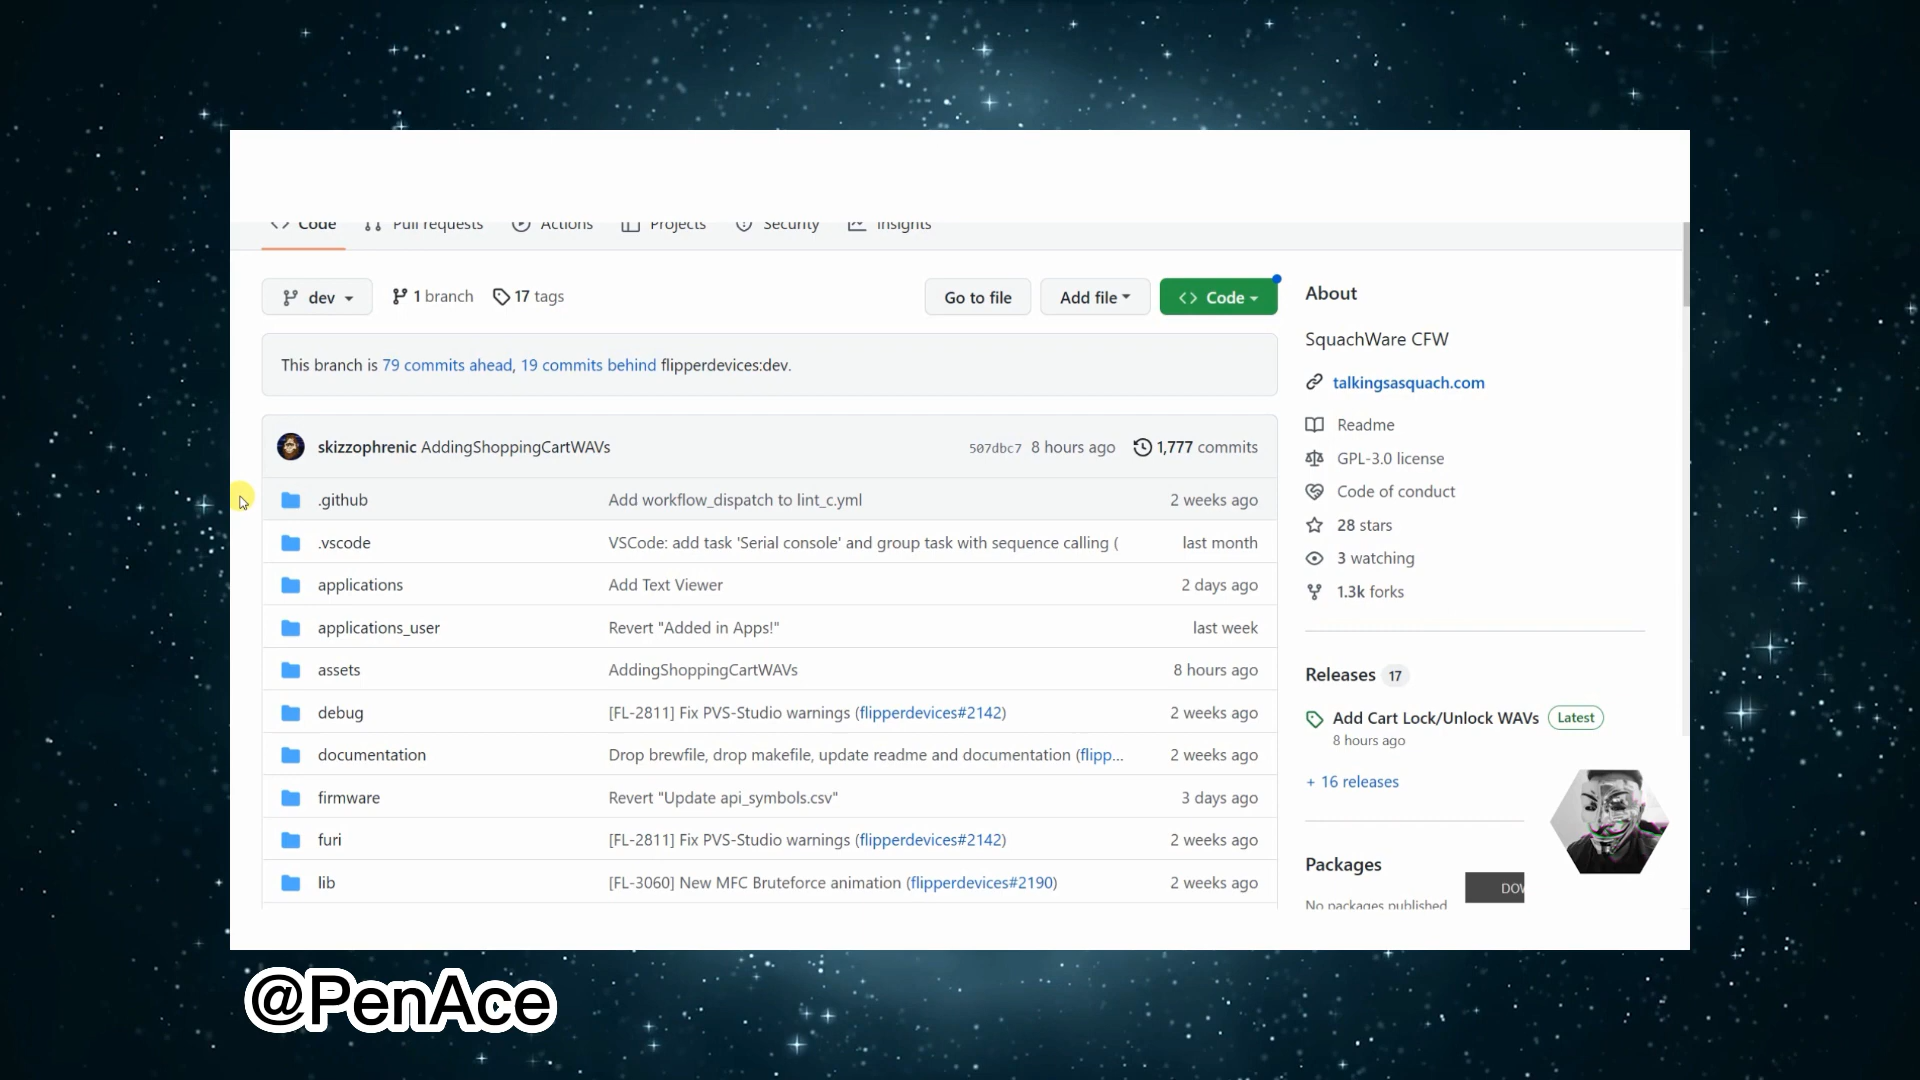 Code Pull requests Actions Projects Security Insights
dev 1 branch 17 tags Go to file Add file Code
This branch is 79 commits ahead, 19 commits behind flipperdevices:dev.
skizzophrenic AddingShoppingCartWAVs 507dbc7 8 hours ago 1,777 commits
.github Add workflow_dispatch to lint_c.yml 2 weeks ago
.vscode VSCode: add task 'Serial console' and group task with sequence calling ( last month
applications Add Text Viewer 2 days ago
applications_user Revert "Added in Apps!" last week
assets AddingShoppingCartWAVs 8 hours ago
debug [FL-2811] Fix PVS-Studio warnings (flipperdevices#2142) 2 weeks ago
documentation Drop brewfile, drop makefile, update readme and documentation (flipp... 2 weeks ago
firmware Revert "Update api_symbols.csv" 3 days ago
furi [FL-2811] Fix PVS-Studio warnings (flipperdevices#2142) 2 weeks ago
lib [FL-3060] New MFC Bruteforce animation (flipperdevices#2190) 2 weeks ago
About
SquachWare CFW
talkingsasquach.com
Readme
GPL-3.0 license
Code of conduct
28 stars
3 watching
1.3k forks
Releases 17
Add Cart Lock/Unlock WAVs Latest
8 hours ago
+ 16 releases
Packages
No packages published
@PenAce